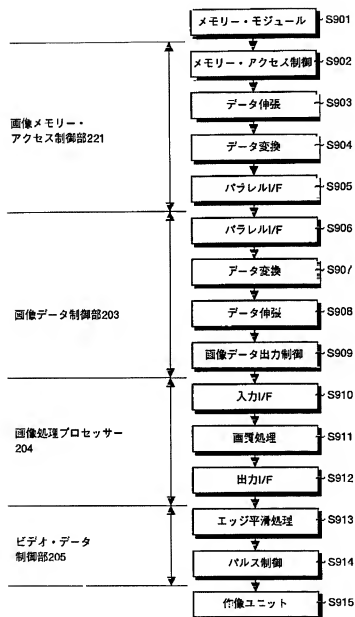 メモリー・モジュール S901
メモリー・アクセス制御 S902
データ伸張 S903
データ変換 S904
パラレルI/F S905
画像メモリー・
アクセス制御部221
パラレルI/F S906
データ変換 S907
データ伸張 S908
画像データ出力制御 S909
画像データ制御部203
入力I/F S910
画質処理 S911
出力I/F S912
画像処理プロセッサー
204
エッジ平滑処理 S913
パルス制御 S914
ビデオ・データ
制御部205
作像ユニット S915